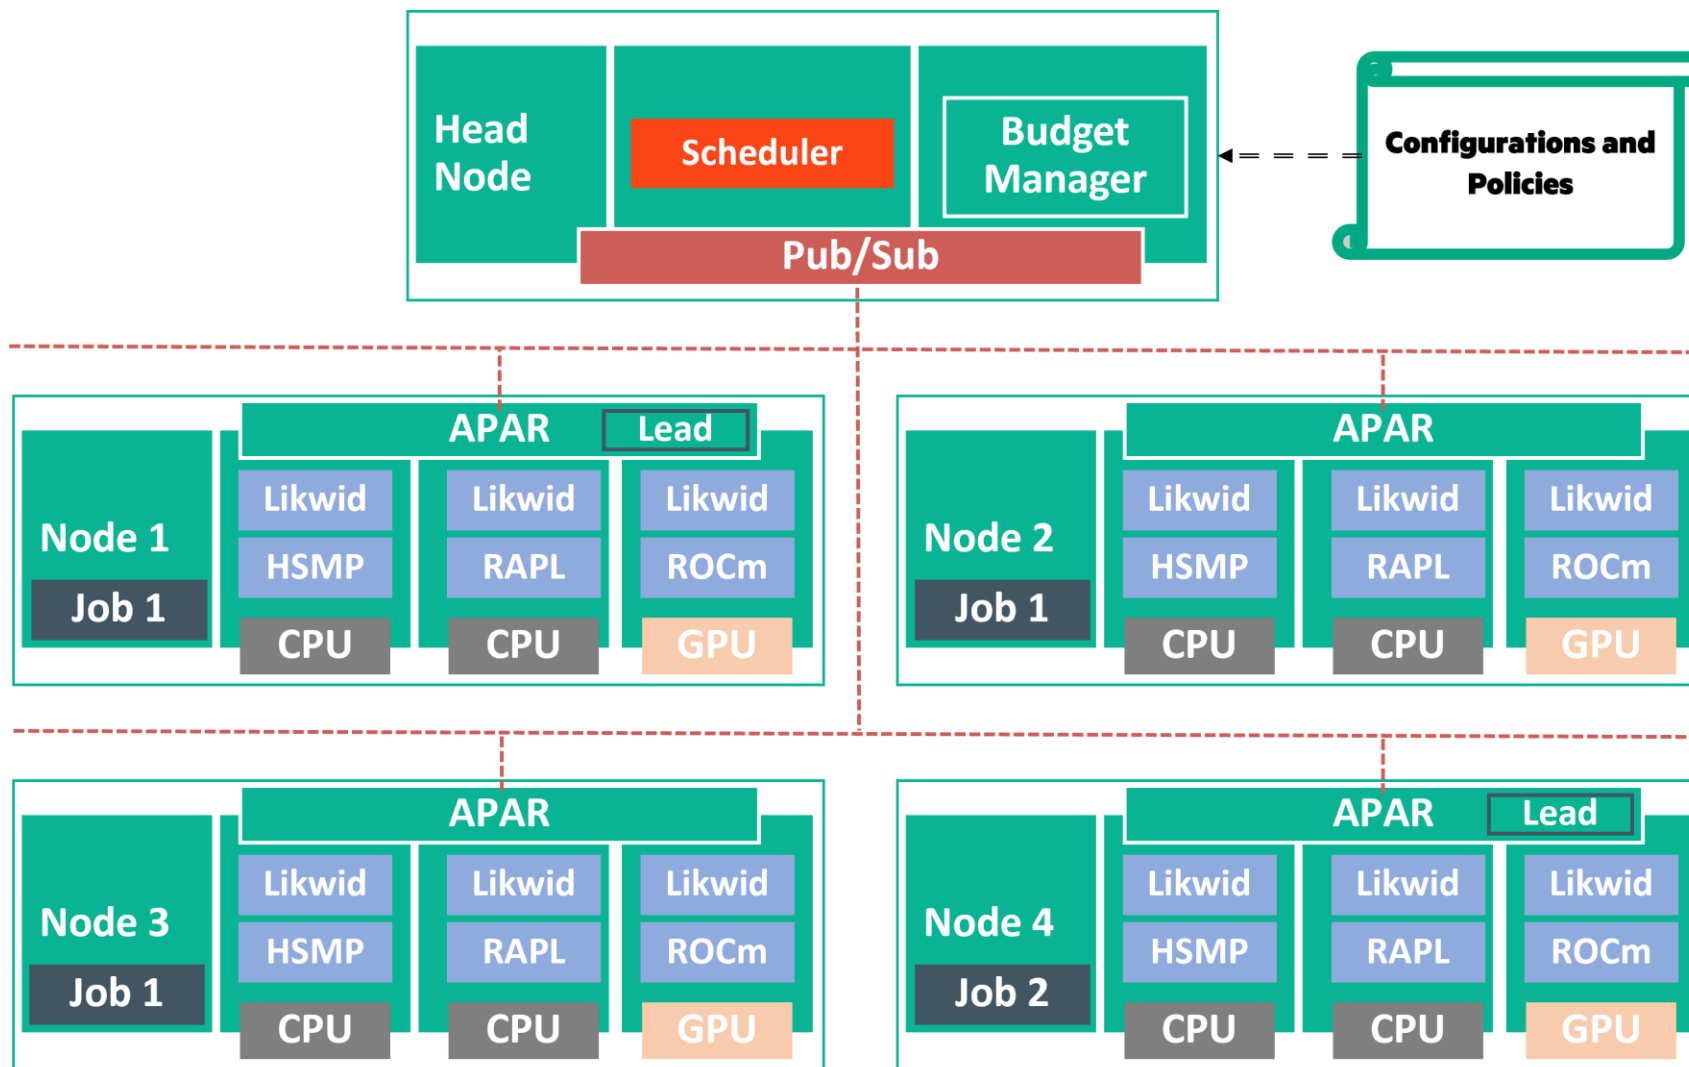 Head
Node
Scheduler
Budget
Manager
Pub/Sub
Configurations and
Policies
APAR Lead
Likwid Likwid Likwid
Node 1
HSMP RAPL ROCm
Job 1
CPU CPU GPU
APAR
Likwid Likwid Likwid
Node 2
HSMP RAPL ROCm
Job 1
CPU CPU GPU
APAR
Likwid Likwid Likwid
Node 3
HSMP RAPL ROCm
Job 1
CPU CPU GPU
APAR Lead
Likwid Likwid Likwid
Node 4
HSMP RAPL ROCm
Job 2
CPU CPU GPU